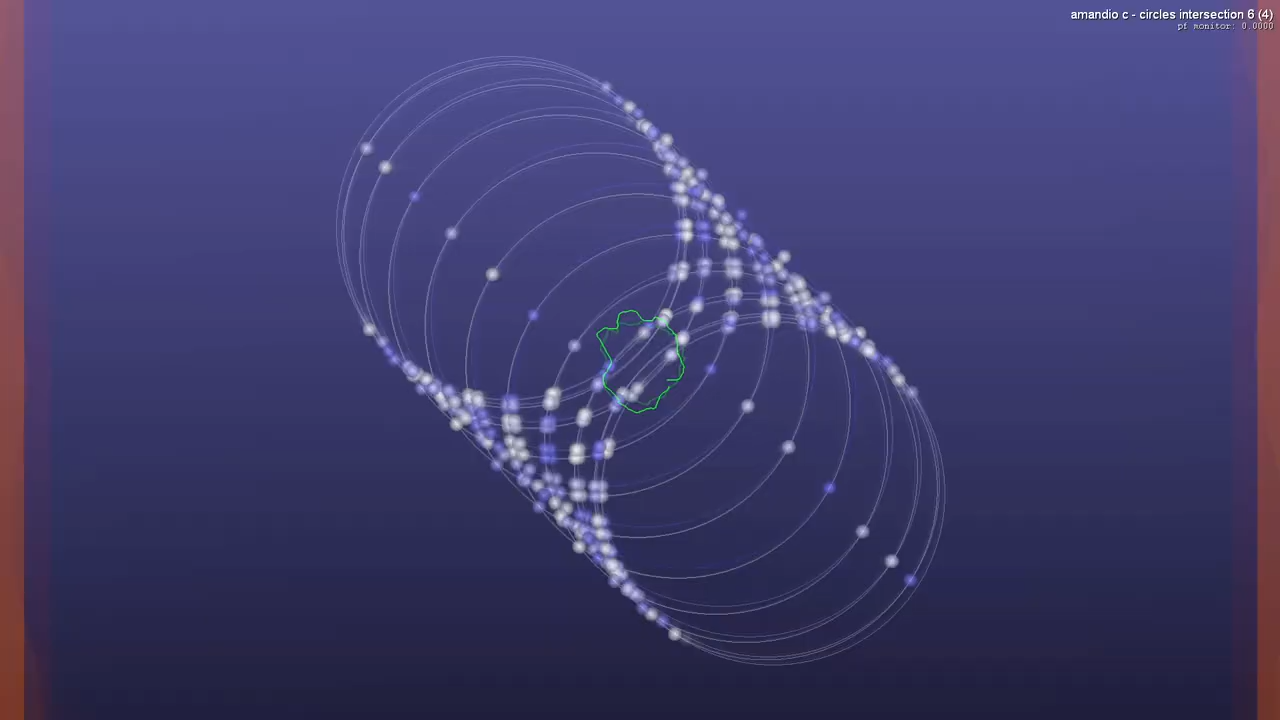 amandio c - circles intersection 6 (4)
pf monitor: 0.0000